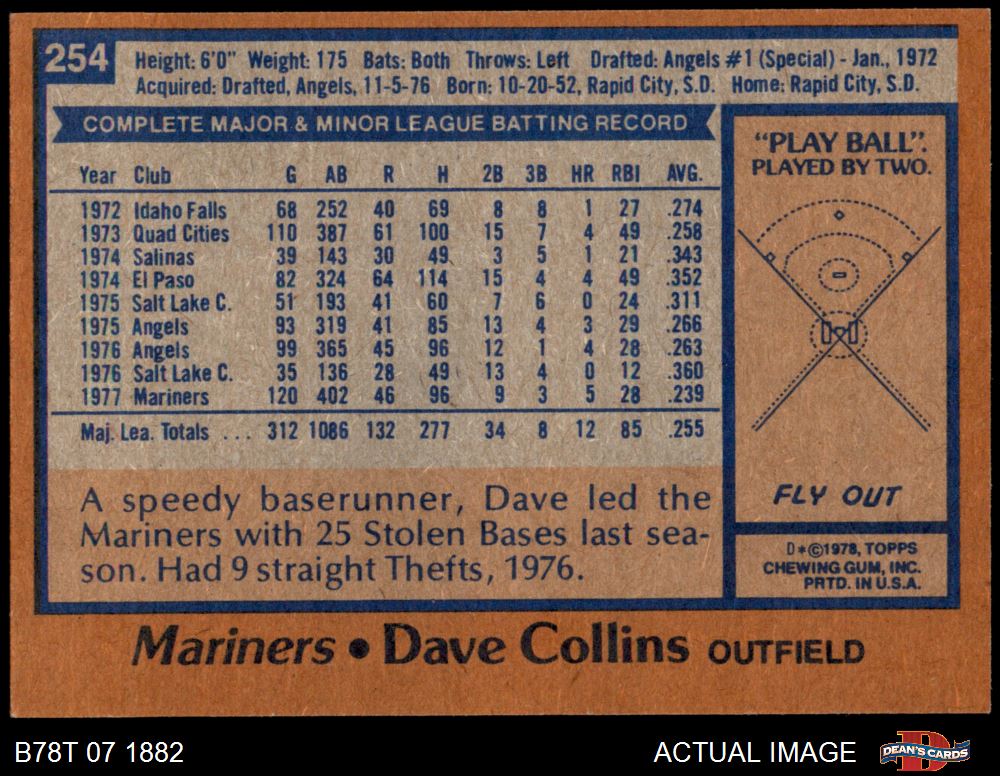 254
Height: 6'0" Weight: 175 Bats: Both Throws: Left Drafted: Angels #1 (Special) - Jan., 1972
Acquired: Drafted, Angels, 11-5-76 Born: 10-20-52, Rapid City, S.D. Home: Rapid City, S.D.
COMPLETE MAJOR & MINOR LEAGUE BATTING RECORD
Year Club G AB R H 2B 3B HR RBI AVG.
1972 Idaho Falls 68 252 40 69 8 8 1 27 .274
1973 Quad Cities 110 387 61 100 15 7 4 49 .258
1974 Salinas 39 143 30 49 3 5 1 21 .343
1974 El Paso 82 324 64 114 15 4 4 49 .352
1975 Salt Lake C. 51 193 41 60 7 6 0 24 .311
1975 Angels 93 319 41 85 13 4 3 29 .266
1976 Angels 99 365 45 96 12 1 4 28 .263
1976 Salt Lake C. 35 136 28 49 13 4 0 12 .360
1977 Mariners 120 402 46 96 9 3 5 28 .239
Maj. Lea. Totals ... 312 1086 132 277 34 8 12 85 .255
A speedy baserunner, Dave led the
Mariners with 25 Stolen Bases last sea-
son. Had 9 straight Thefts, 1976.
"PLAY BALL":
PLAYED BY TWO.
FLY OUT
D*©1978, TOPPS
CHEWING GUM, INC.
PRTD. IN U.S.A.
Mariners • Dave Collins OUTFIELD
B78T 07 1882
ACTUAL IMAGE
D
DEAN'S CARDS